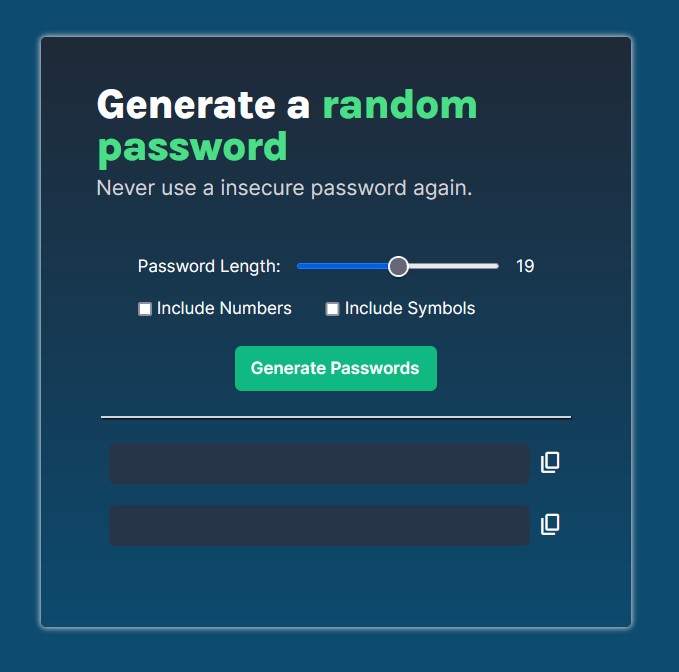 Generate a random
password
Never use a insecure password again.
Password Length: 19
Include Numbers Include Symbols
Generate Passwords